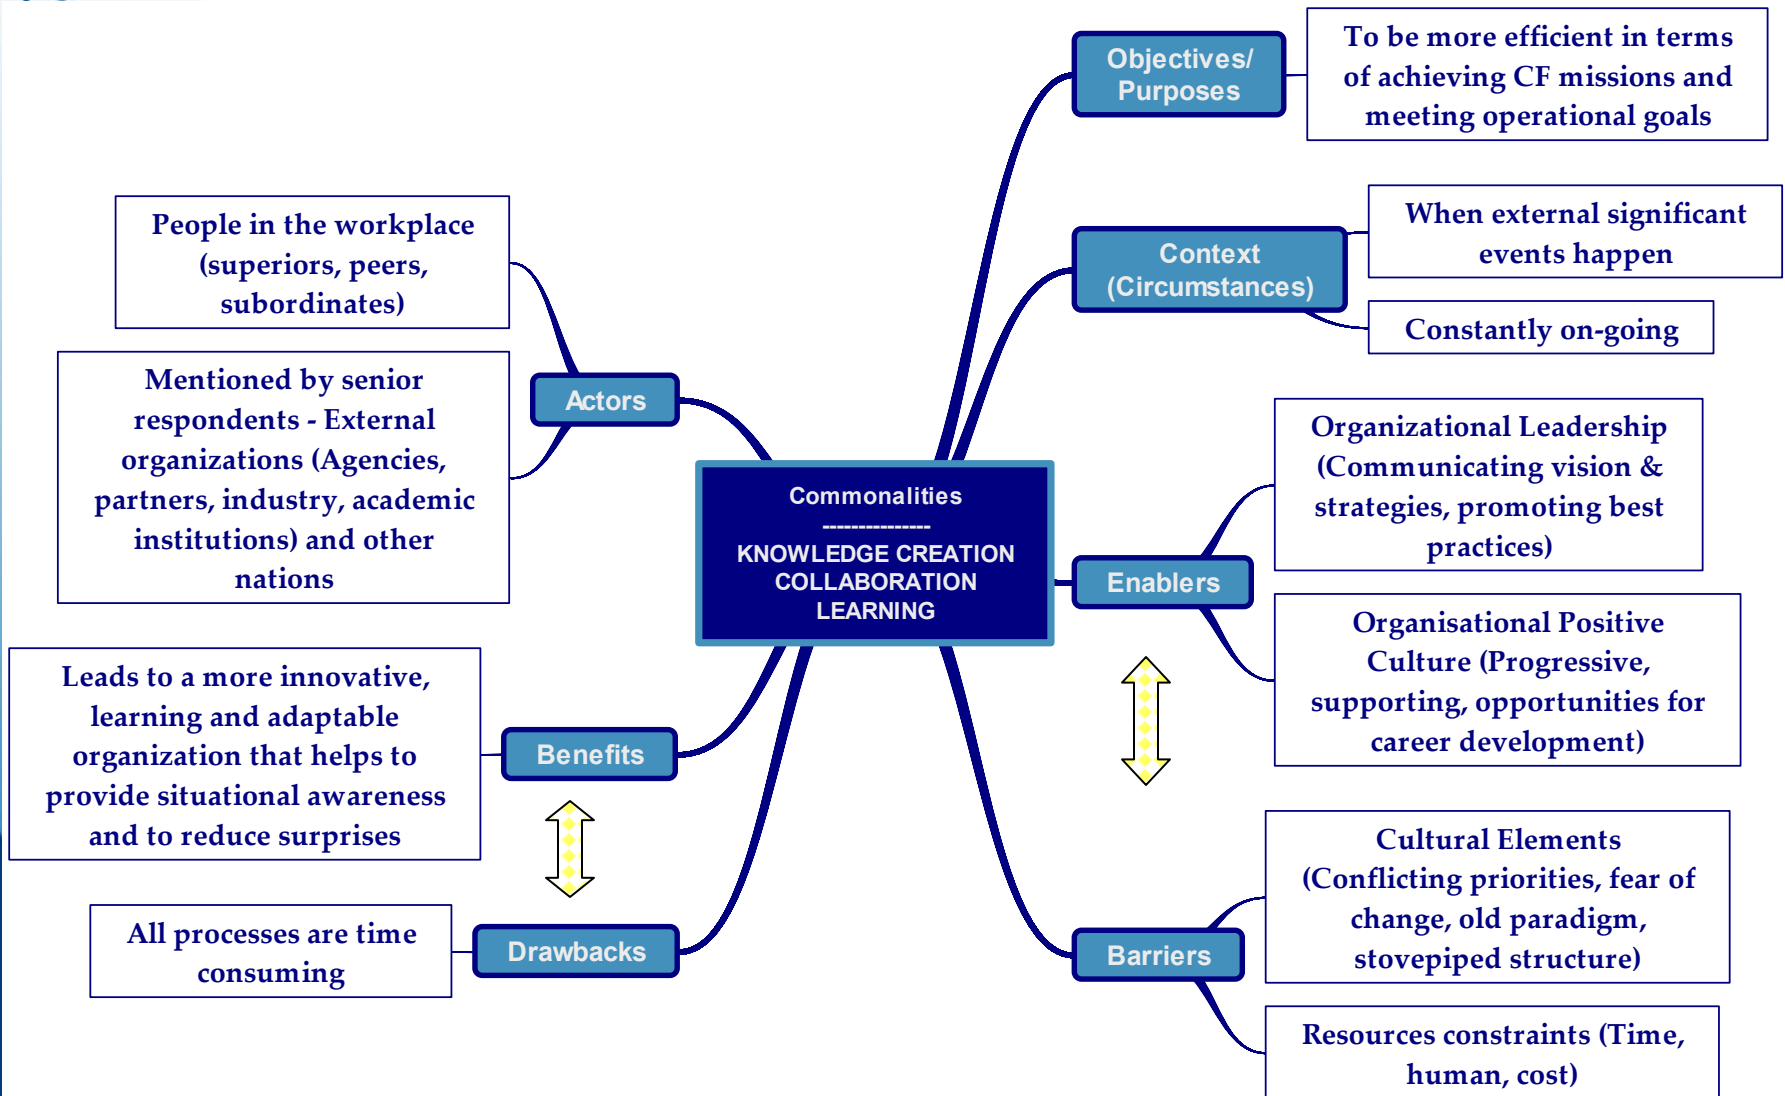 Objectives/
Purposes
To be more efficient in terms
of achieving CF missions and
meeting operational goals
Context
(Circumstances)
When external significant
events happen
Constantly on-going
People in the workplace
(superiors, peers,
subordinates)
Mentioned by senior
respondents - External
organizations (Agencies,
partners, industry, academic
institutions) and other
nations
Actors
Commonalities
---------------
KNOWLEDGE CREATION
COLLABORATION
LEARNING
Enablers
Organizational Leadership
(Communicating vision &
strategies, promoting best
practices)
Organisational Positive
Culture (Progressive,
supporting, opportunities for
career development)
Leads to a more innovative,
learning and adaptable
organization that helps to
provide situational awareness
and to reduce surprises
Benefits
All processes are time
consuming
Drawbacks
Barriers
Cultural Elements
(Conflicting priorities, fear of
change, old paradigm,
stovepiped structure)
Resources constraints (Time,
human, cost)